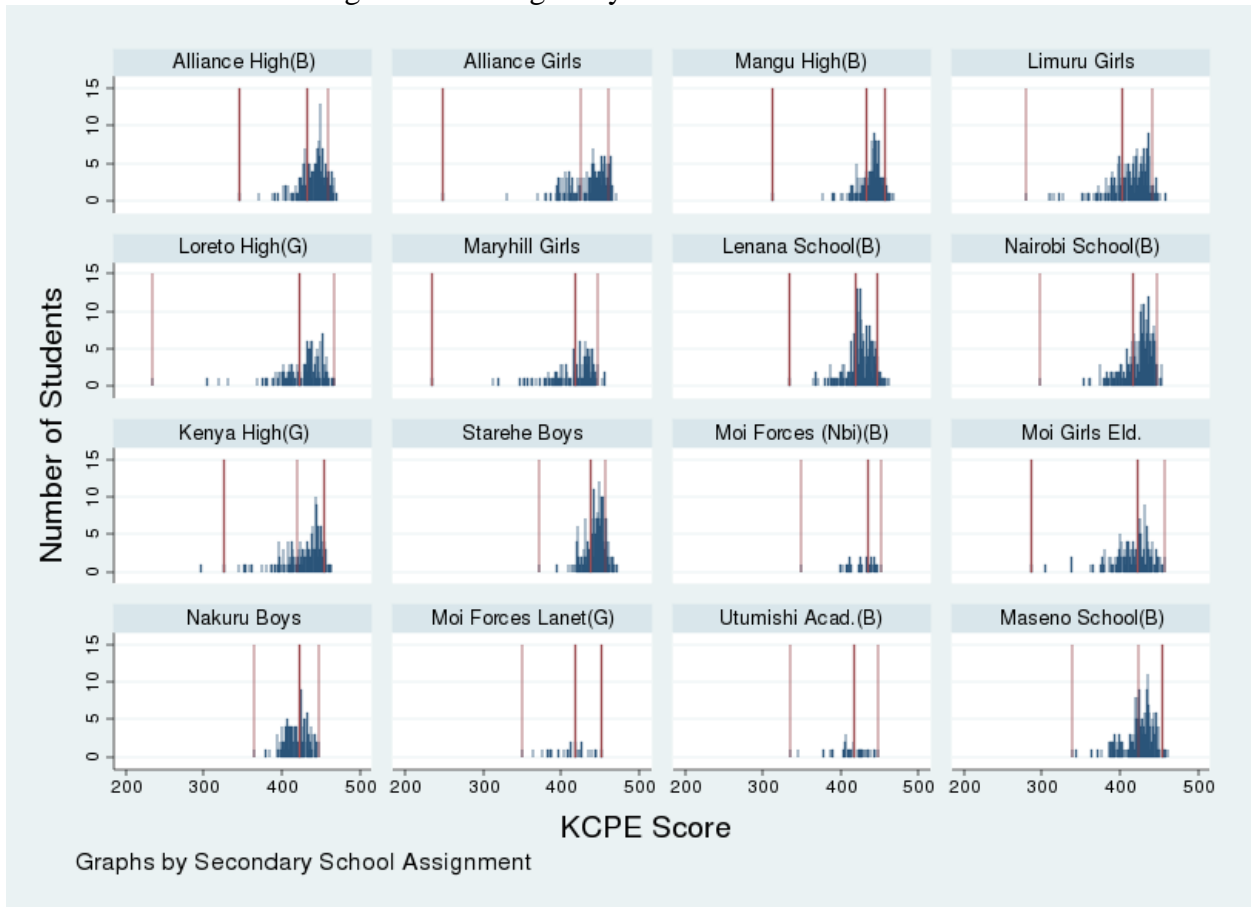 Alliance High(B)
Alliance Girls
Mangu High(B)
Limuru Girls
0 5 10 15
Loreto High(G)
Maryhill Girls
Lenana School(B)
Nairobi School(B)
0 5 10 15
Kenya High(G)
Starehe Boys
Moi Forces (Nbi)(B)
Moi Girls Eld.
0 5 10 15
Nakuru Boys
Moi Forces Lanet(G)
Utumishi Acad.(B)
Maseno School(B)
0 5 10 15
200 300 400 500
200 300 400 500
200 300 400 500
200 300 400 500
Number of Students
KCPE Score
Graphs by Secondary School Assignment